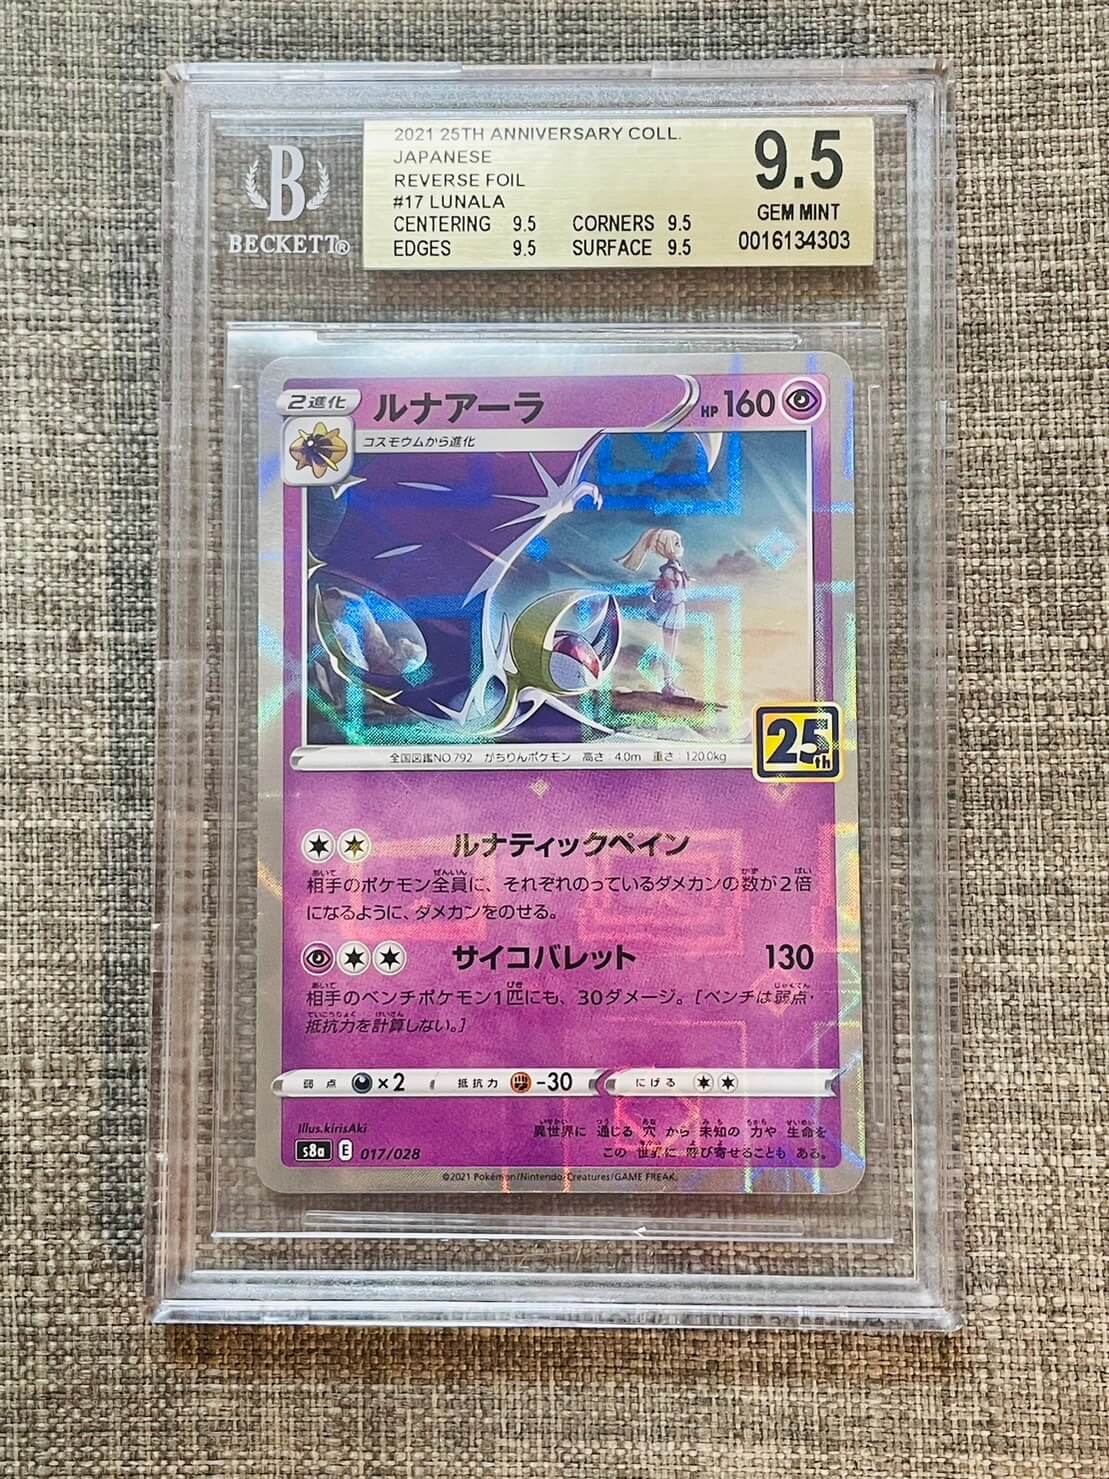 B
BECKETT®
2021 25TH ANNIVERSARY COLL.
JAPANESE
REVERSE FOIL
#17 LUNALA
CENTERING 9.5 CORNERS 9.5
EDGES 9.5 SURFACE 9.5
9.5
GEM MINT
0016134303
2進化 ルナアーラ HP 160
コスモウムから進化
25th
全国図鑑NO.792 がちりんポケモン 高さ:4.0m 重さ:120.0kg
ルナティックペイン
相手のポケモン全員に、それぞれのっているダメカンの数が2倍
になるように、ダメカンをのせる。
サイコバレット 130
相手のベンチポケモン1匹にも、30ダメージ。[ベンチは弱点・
抵抗力を計算しない。]
弱点 ×2 抵抗力 -30 にげる
Illus.kirisAki
s8a E 017/028
異世界に 通じる 穴 から 未知の 力や 生命を
この 世界に 呼び寄せることも ある。
©2021 Pokémon/Nintendo·Creatures/GAME FREAK.